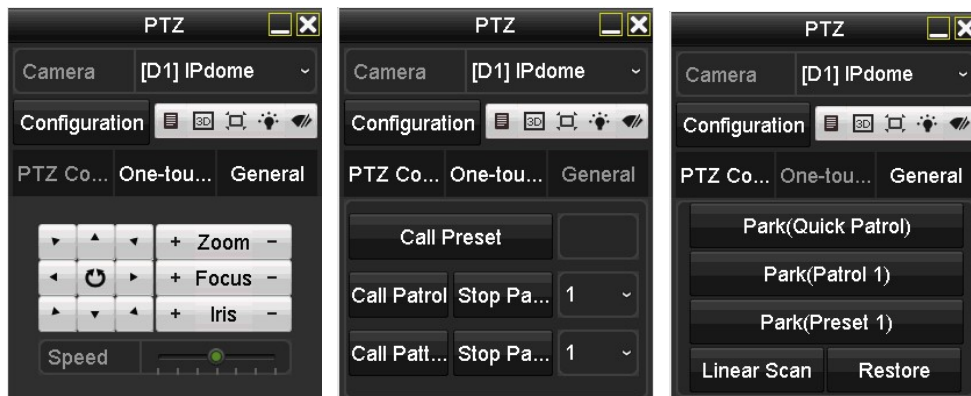 PTZ
Camera [D1] IPdome
Configuration 3D
PTZ Co... One-tou... General
+ Zoom -
+ Focus -
+ Iris -
Speed
PTZ
Camera [D1] IPdome
Configuration 3D
PTZ Co... One-tou... General
Call Preset
Call Patrol Stop Pa... 1
Call Patt... Stop Pa... 1
PTZ
Camera [D1] IPdome
Configuration 3D
PTZ Co... One-tou... General
Park(Quick Patrol)
Park(Patrol 1)
Park(Preset 1)
Linear Scan Restore